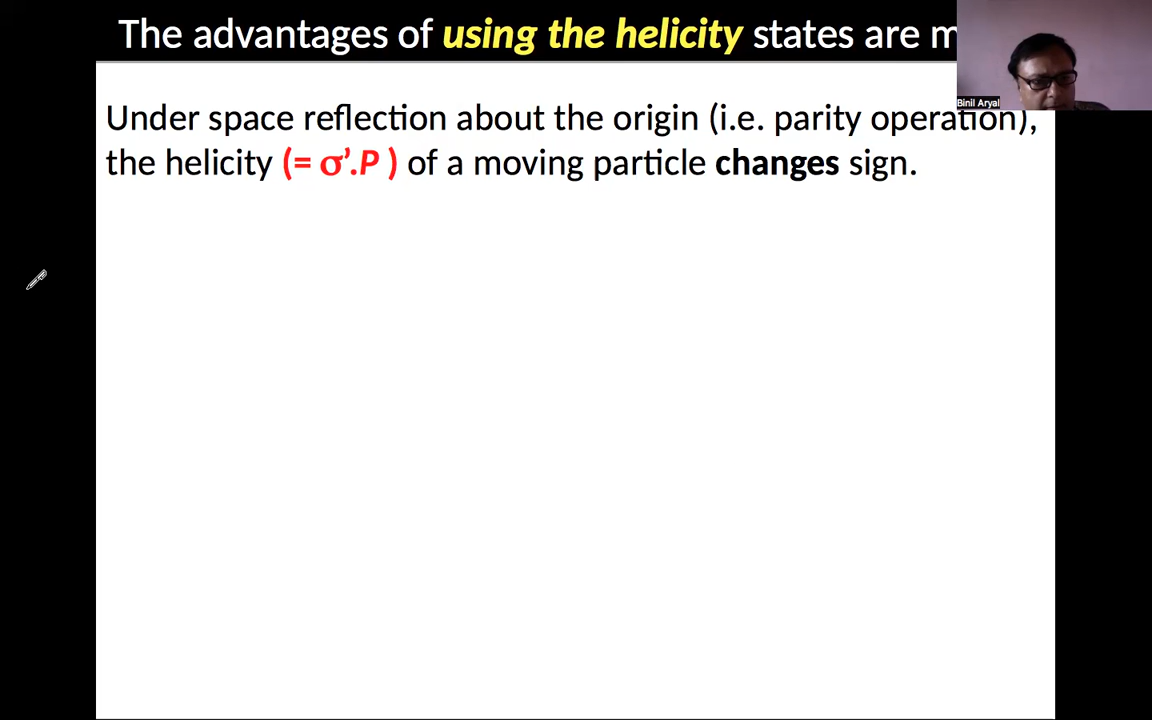 The advantages of using the helicity states are
Binil Aryal
Under space reflection about the origin (i.e. parity operation),
the helicity (= σ'.P ) of a moving particle changes sign.